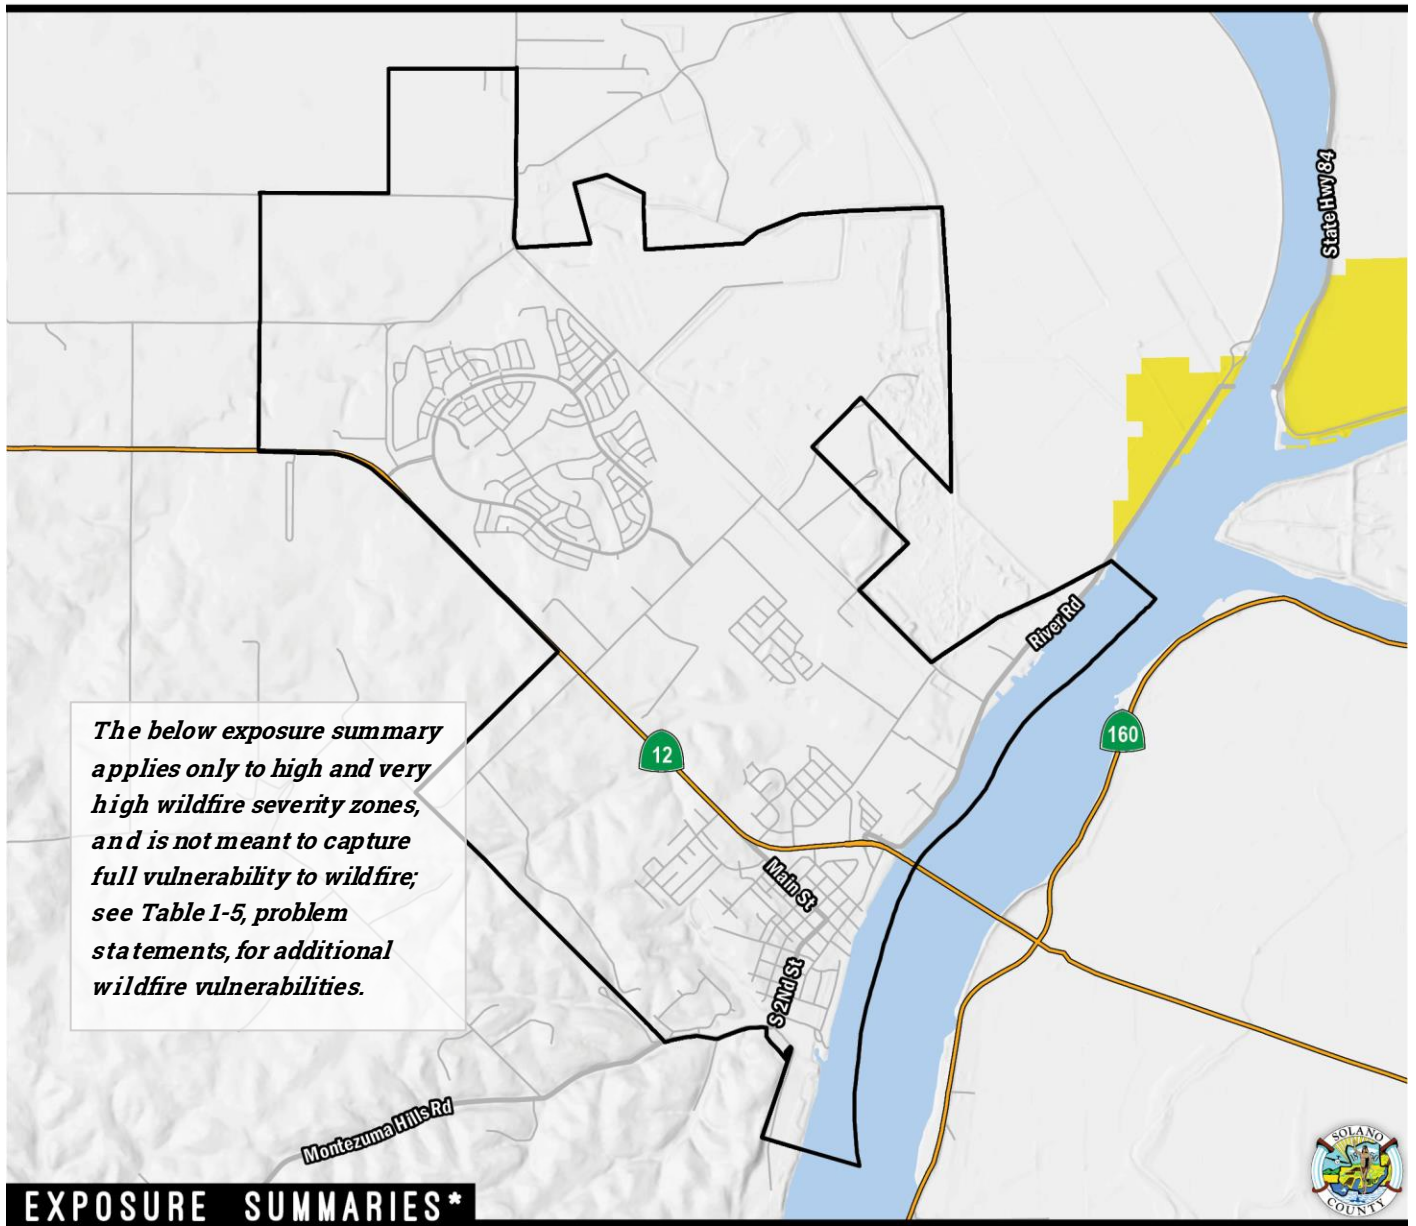 State Hwy 84
River Rd
The below exposure summary
applies only to high and very
high wildfire severity zones,
and is not meant to capture
full vulnerability to wildfire;
see Table 1-5, problem
statements, for additional
wildfire vulnerabilities.
12
160
Main St
S 2Nd St
Montezuma Hills Rd
SOLANO
COUNTY
EXPOSURE SUMMARIES*